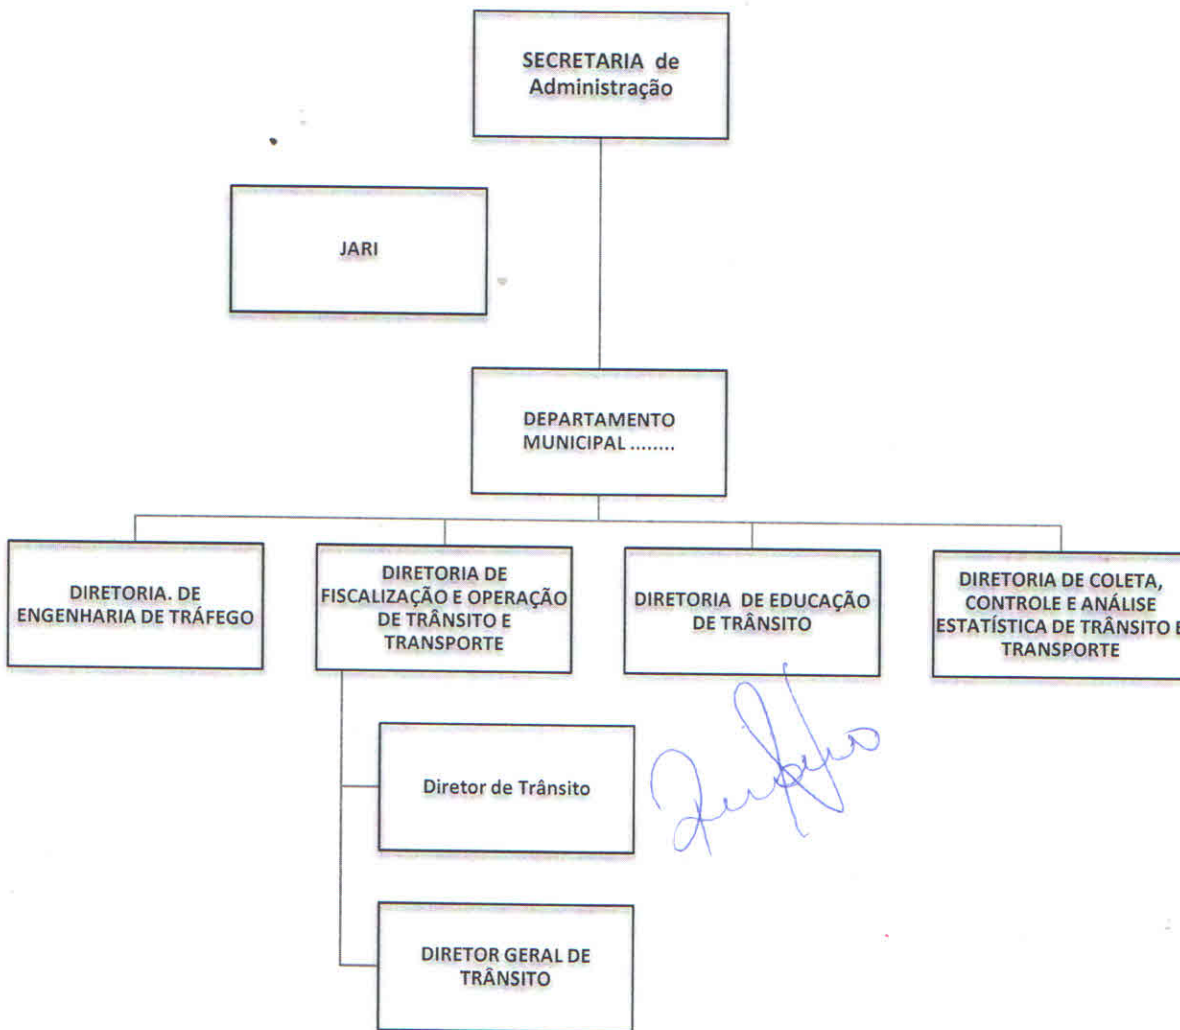 SECRETARIA de
Administração
JARI
DEPARTAMENTO
MUNICIPAL ........
DIRETORIA. DE
ENGENHARIA DE TRÁFEGO
DIRETORIA DE
FISCALIZAÇÃO E OPERAÇÃO
DE TRÂNSITO E
TRANSPORTE
DIRETORIA DE EDUCAÇÃO
DE TRÂNSITO
DIRETORIA DE COLETA,
CONTROLE E ANÁLISE
ESTATÍSTICA DE TRÂNSITO E
TRANSPORTE
Diretor de Trânsito
DIRETOR GERAL DE
TRÂNSITO